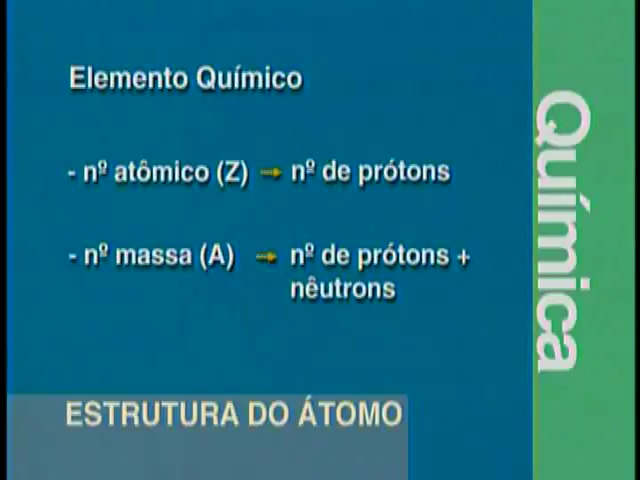 Elemento Químico
- nº atômico (Z) → nº de prótons
- nº massa (A) → nº de prótons +
nêutrons
ESTRUTURA DO ÁTOMO
Química